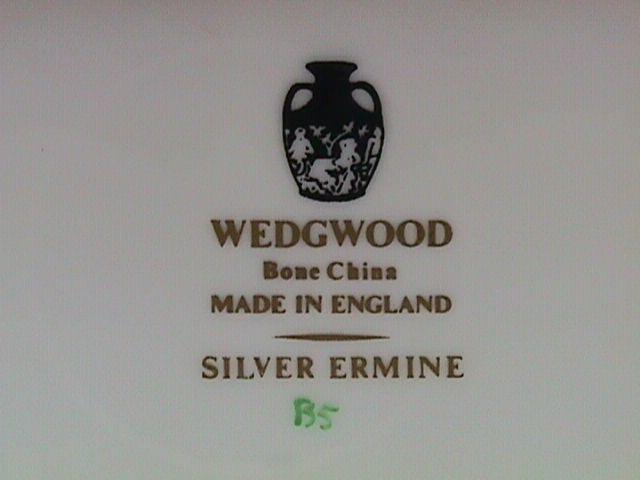 WEDGWOOD
Bone China
MADE IN ENGLAND
SILVER ERMINE
B5